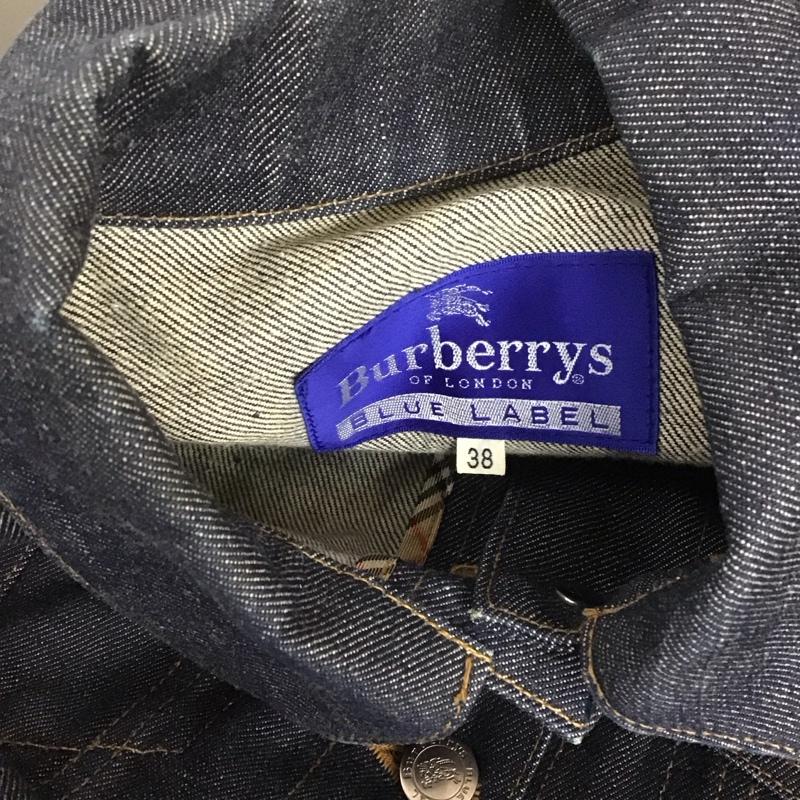 Burberrys
OF LONDON ®
BLUE LABEL
38